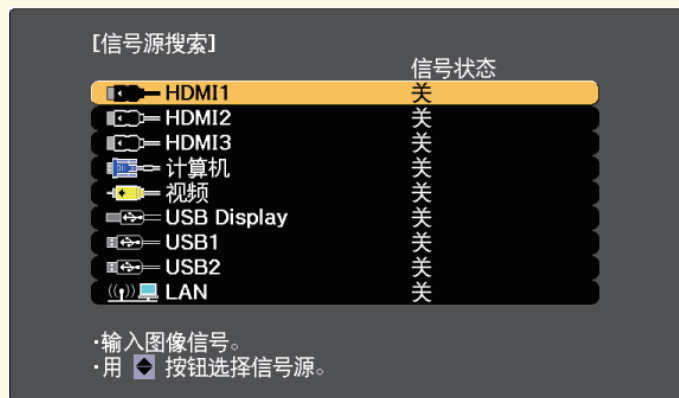 [信号源搜索]
信号状态
HDMI1 关
HDMI2 关
HDMI3 关
计算机 关
视频 关
USB Display 关
USB1 关
USB2 关
LAN 关
·输入图像信号。
·用 按钮选择信号源。